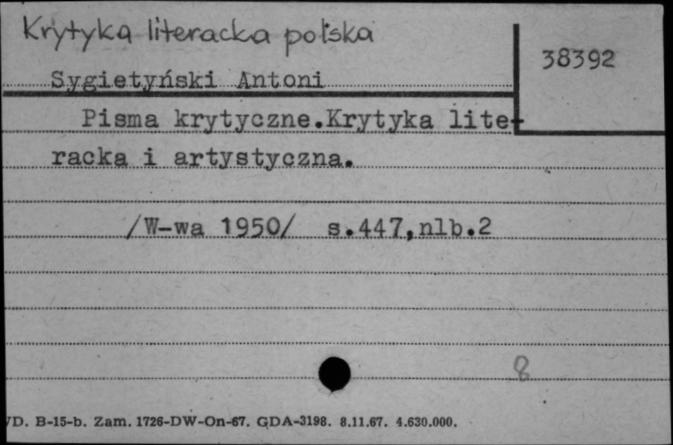 Krytyka literacka polska
38392
Sygietyński Antoni
Pisma krytyczne.Krytyka lite-
racka i artystyczna.
/W-wa 1950/ s.447,nlb.2
8
D. B-15-b. Zam. 1726-DW-On-67. GDA-3198. 8.11.67. 4.630.000.